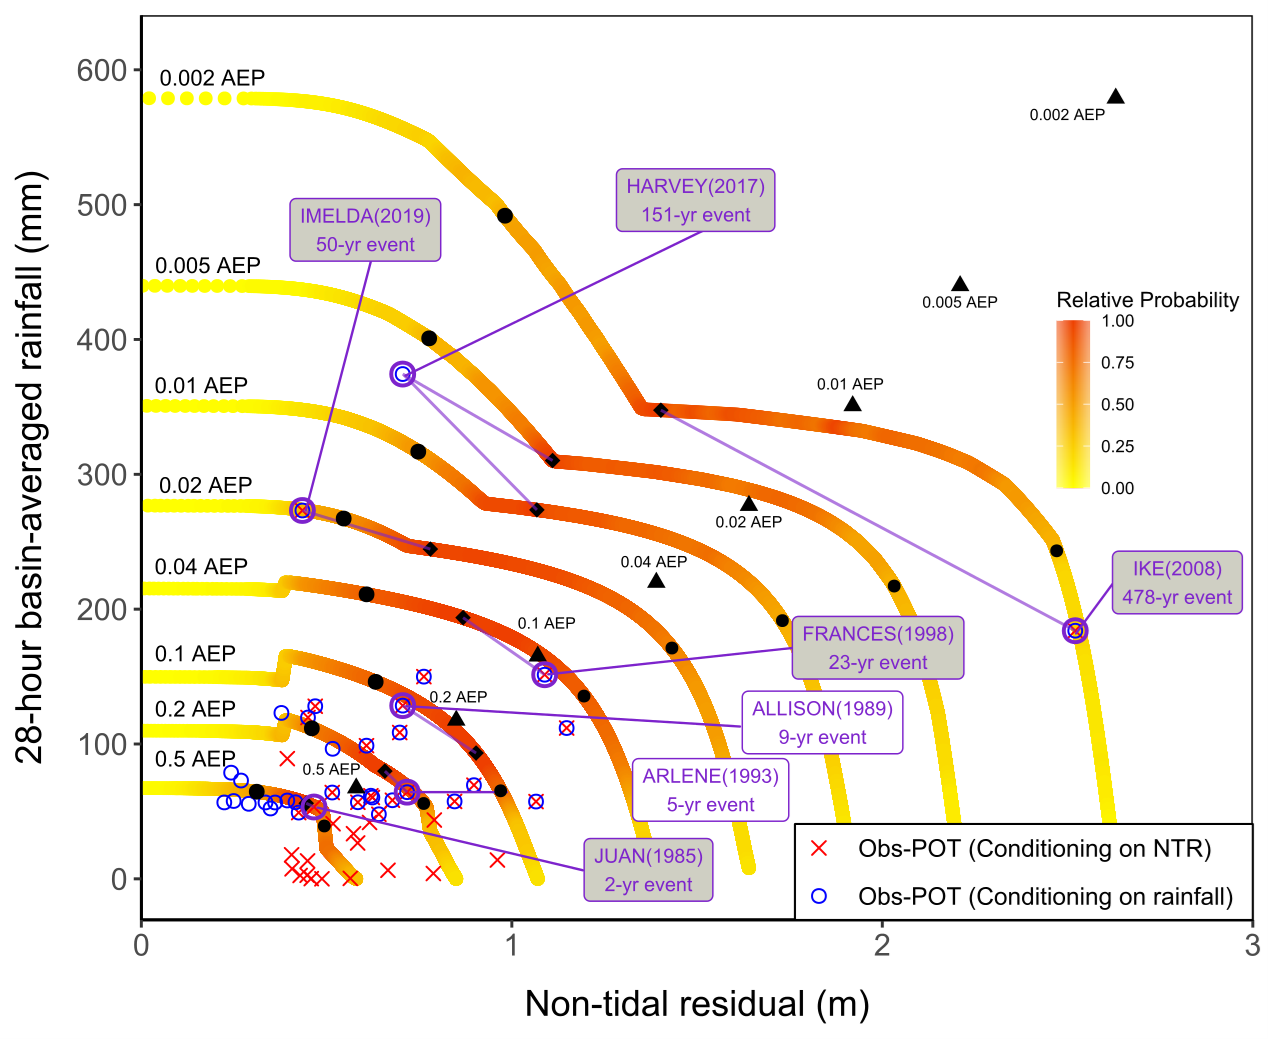 600
500
400
300
200
100
0
0
1
2
3
28-hour basin-averaged rainfall (mm)
Non-tidal residual (m)
0.002 AEP
0.005 AEP
0.01 AEP
0.02 AEP
0.04 AEP
0.1 AEP
0.2 AEP
0.5 AEP
IMELDA(2019)
50-yr event
HARVEY(2017)
151-yr event
0.002 AEP
0.005 AEP
0.01 AEP
0.02 AEP
0.04 AEP
0.1 AEP
0.2 AEP
0.5 AEP
Relative Probability
1.00
0.75
0.50
0.25
0.00
IKE(2008)
478-yr event
FRANCES(1998)
23-yr event
ALLISON(1989)
9-yr event
ARLENE(1993)
5-yr event
JUAN(1985)
2-yr event
Obs-POT (Conditioning on NTR)
Obs-POT (Conditioning on rainfall)